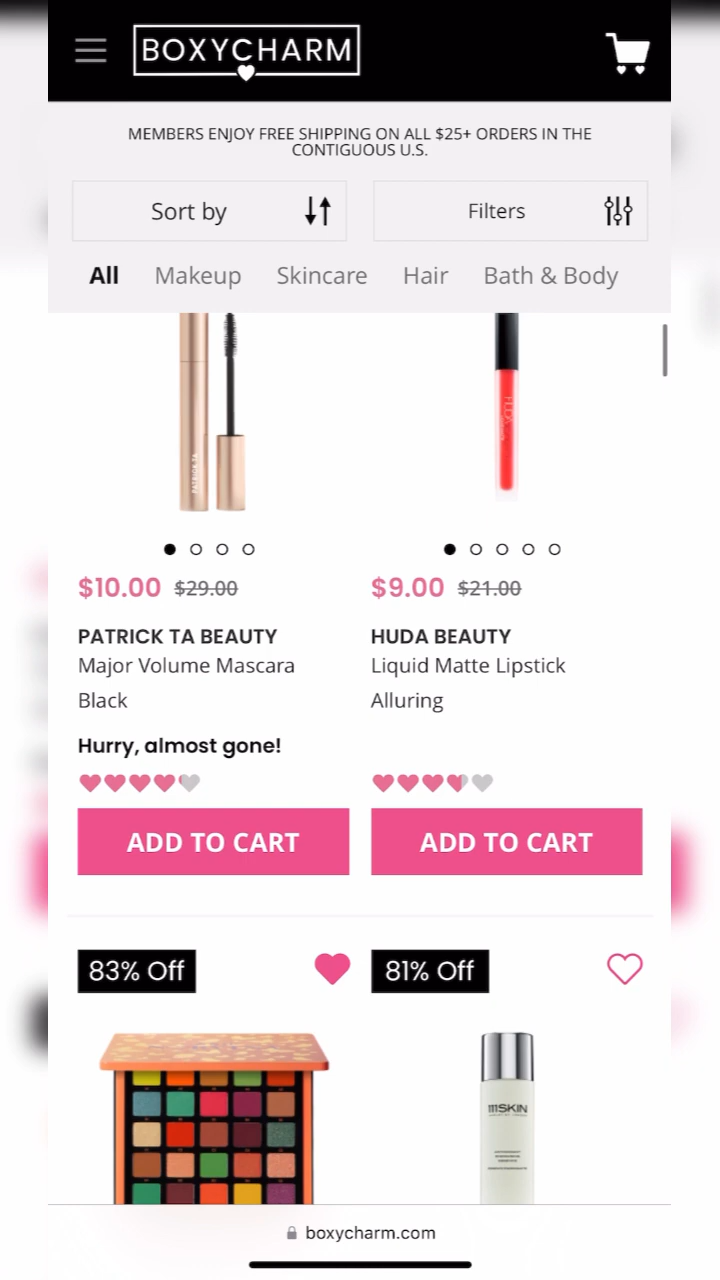 BOXYCHARM
MEMBERS ENJOY FREE SHIPPING ON ALL $25+ ORDERS IN THE
CONTIGUOUS U.S.
Sort by
Filters
All Makeup Skincare Hair Bath & Body
PATRICK TA
HUDA
$10.00 $29.00
$9.00 $21.00
PATRICK TA BEAUTY
Major Volume Mascara
Black
Hurry, almost gone!
ADD TO CART
HUDA BEAUTY
Liquid Matte Lipstick
Alluring
ADD TO CART
83% Off
81% Off
111SKIN
boxycharm.com